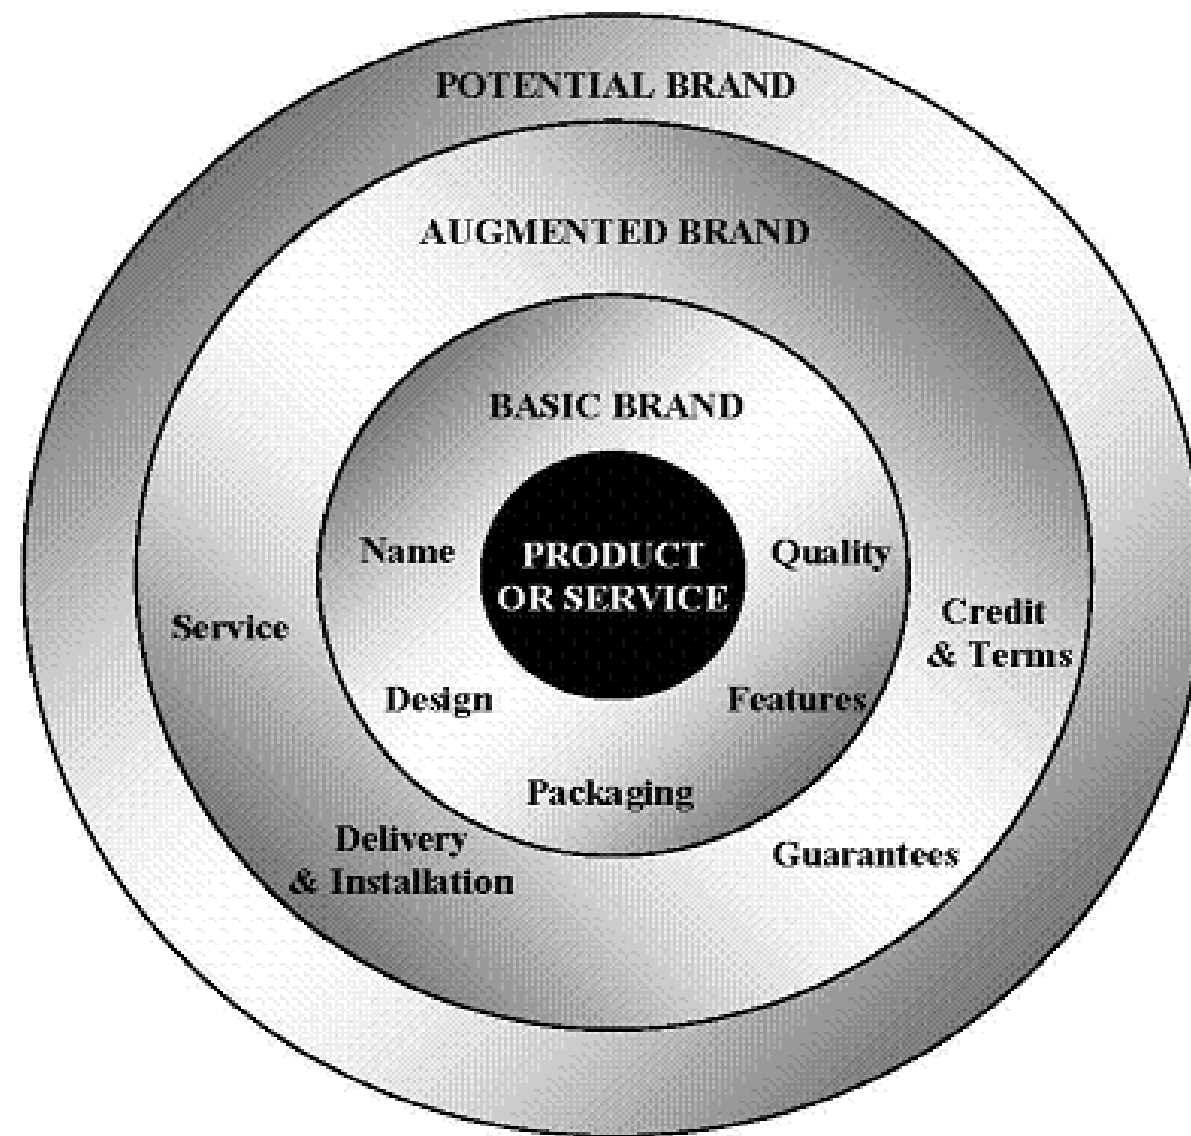 POTENTIAL BRAND
AUGMENTED BRAND
BASIC BRAND
Name
PRODUCT
OR SERVICE
Quality
Service
Credit
& Terms
Design
Features
Packaging
Delivery
& Installation
Guarantees